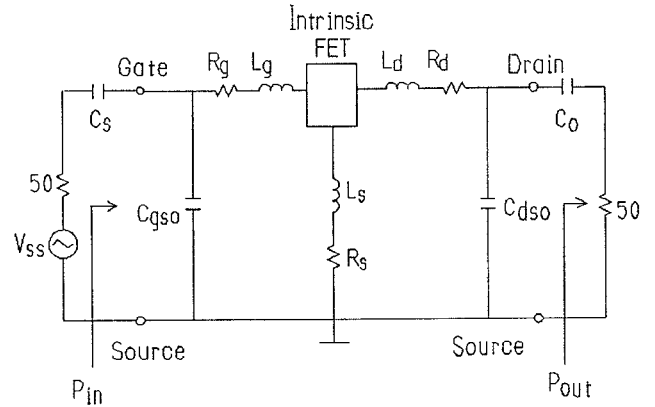 Intrinsic
FET
Gate
Rg
Lg
Ld
Rd
Drain
Cs
Co
50
Cgso
Ls
Cdso
50
Vss
Rs
Source
Source
Pin
Pout